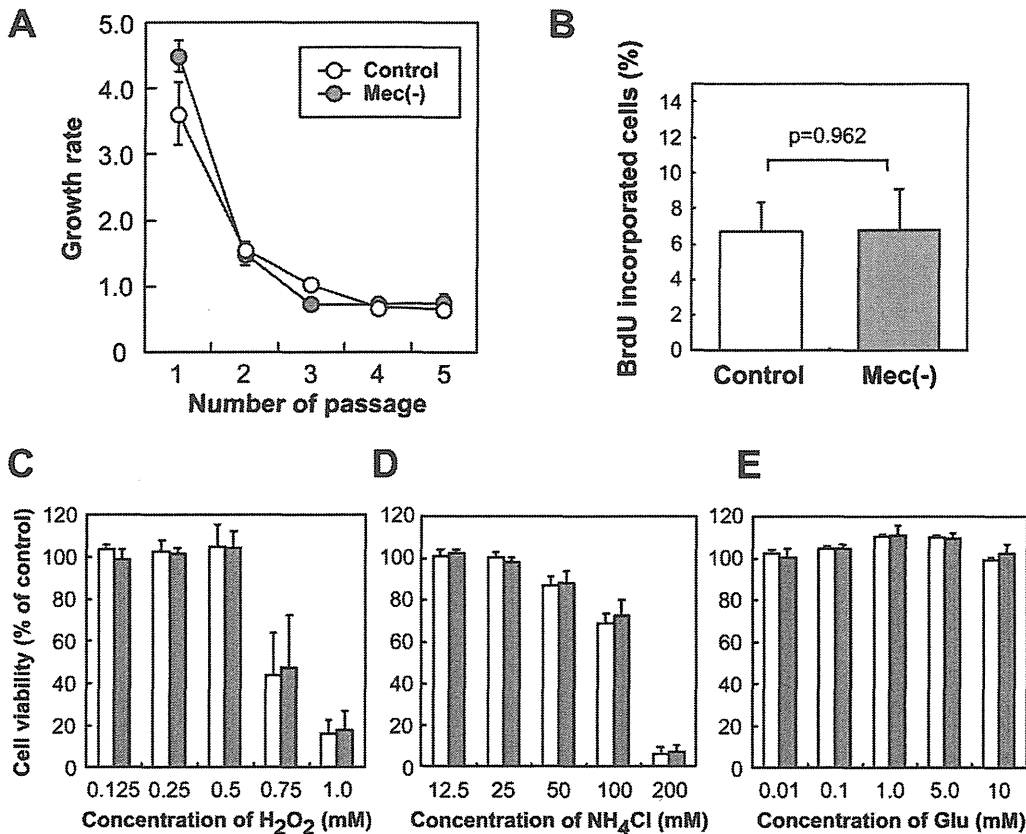 A
5.0
4.0
3.0
2.0
1.0
0
Growth rate
Control
Mec(-)
1 2 3 4 5
Number of passage
B
14
12
10
8
6
4
2
0
BrdU incorporated cells (%)
p=0.962
Control Mec(-)
C
120
100
80
60
40
20
0
Cell viability (% of control)
0.125 0.25 0.5 0.75 1.0
Concentration of H₂O₂ (mM)
D
120
100
80
60
40
20
0
12.5 25 50 100 200
Concentration of NH₄Cl (mM)
E
120
100
80
60
40
20
0
0.01 0.1 1.0 5.0 10
Concentration of Glu (mM)